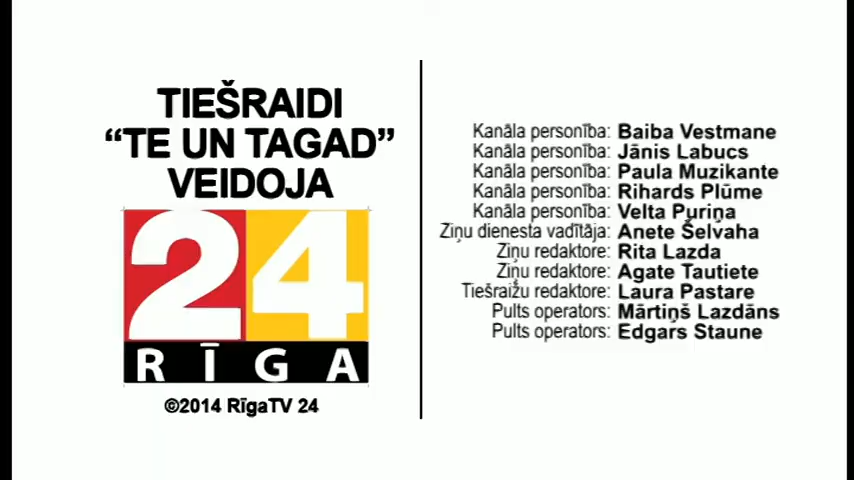 TIEŠRAIDI
“TE UN TAGAD”
VEIDOJA
24
RĪGA
©2014 RīgaTV 24
Kanāla personība: Baiba Vestmane
Kanāla personība: Jānis Labucs
Kanāla personība: Paula Muzikante
Kanāla personība: Rihards Plūme
Kanāla personība: Velta Puriņa
Ziņu dienesta vadītāja: Anete Šelvaha
Ziņu redaktore: Rita Lazda
Ziņu redaktore: Agate Tautiete
Tiešraižu redaktore: Laura Pastare
Pults operators: Mārtiņš Lazdāns
Pults operators: Edgars Staune